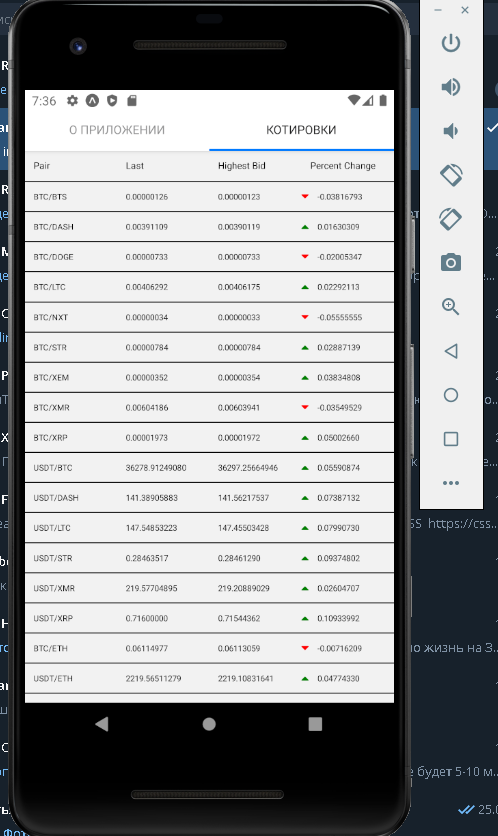 7:36
О ПРИЛОЖЕНИИ КОТИРОВКИ
Pair Last Highest Bid Percent Change
BTC/BTS 0.00000126 0.00000123 -0.03816793
BTC/DASH 0.00391109 0.00390119 0.01630309
BTC/DOGE 0.00000733 0.00000733 -0.02005347
BTC/LTC 0.00406292 0.00406175 0.02292113
BTC/NXT 0.00000034 0.00000033 -0.05555555
BTC/STR 0.00000784 0.00000784 0.02887139
BTC/XEM 0.00000352 0.00000354 0.03834808
BTC/XMR 0.00604186 0.00603941 -0.03549529
BTC/XRP 0.00001973 0.00001972 0.05002660
USDT/BTC 36278.91249080 36297.25664946 0.05590874
USDT/DASH 141.38905883 141.56217537 0.07387132
USDT/LTC 147.54853223 147.45503428 0.07990730
USDT/STR 0.28463517 0.28461290 0.09374802
USDT/XMR 219.57704895 219.20889029 0.02604707
USDT/XRP 0.71600000 0.71544362 0.10933992
BTC/ETH 0.06114977 0.06113059 -0.00716209
USDT/ETH 2219.56511279 2219.10831641 0.04774330
SS https://css...
ю жизнь на З...
е будет 5-10 м...
25.0